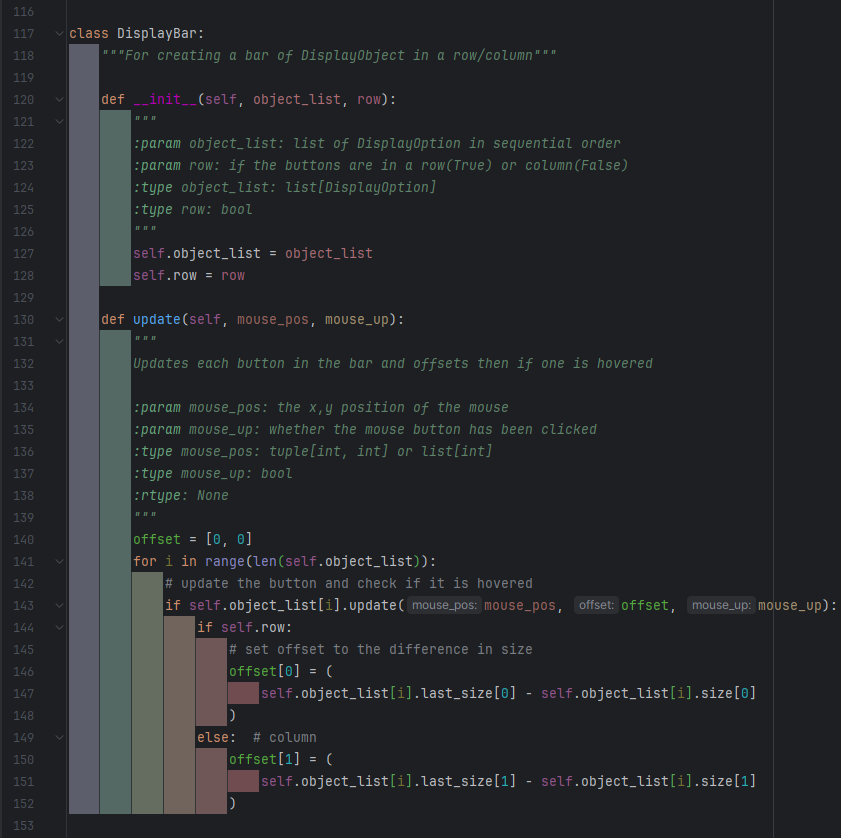 116
117 class DisplayBar:
118     """For creating a bar of DisplayObject in a row/column"""
119
120     def __init__(self, object_list, row):
121         """
122         :param object_list: list of DisplayOption in sequential order
123         :param row: if the buttons are in a row(True) or column(False)
124         :type object_list: list[DisplayOption]
125         :type row: bool
126         """
127         self.object_list = object_list
128         self.row = row
129
130     def update(self, mouse_pos, mouse_up):
131         """
132         Updates each button in the bar and offsets then if one is hovered
133
134         :param mouse_pos: the x,y position of the mouse
135         :param mouse_up: whether the mouse button has been clicked
136         :type mouse_pos: tuple[int, int] or list[int]
137         :type mouse_up: bool
138         :rtype: None
139         """
140         offset = [0, 0]
141         for i in range(len(self.object_list)):
142             # update the button and check if it is hovered
143             if self.object_list[i].update( mouse_pos: mouse_pos, offset: offset, mouse_up: mouse_up):
144                 if self.row:
145                     # set offset to the difference in size
146                     offset[0] = (
147                         self.object_list[i].last_size[0] - self.object_list[i].size[0]
148                     )
149                 else:  # column
150                     offset[1] = (
151                         self.object_list[i].last_size[1] - self.object_list[i].size[1]
152                     )
153